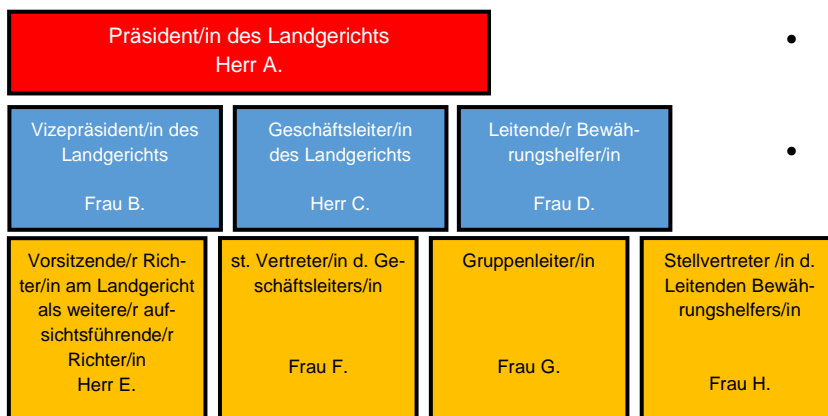 Präsident/in des Landgerichts
Herr A.
•
Vizepräsident/in des
Landgerichts
Frau B.
Geschäftsleiter/in
des Landgerichts
Herr C.
Leitende/r Bewäh-
rungshelfer/in
Frau D.
•
Vorsitzende/r Rich-
ter/in am Landgericht
als weitere/r auf-
sichtsführende/r
Richter/in
Herr E.
st. Vertreter/in d. Ge-
schäftsleiters/in
Frau F.
Gruppenleiter/in
Frau G.
Stellvertreter /in d.
Leitenden Bewäh-
rungshelfers/in
Frau H.